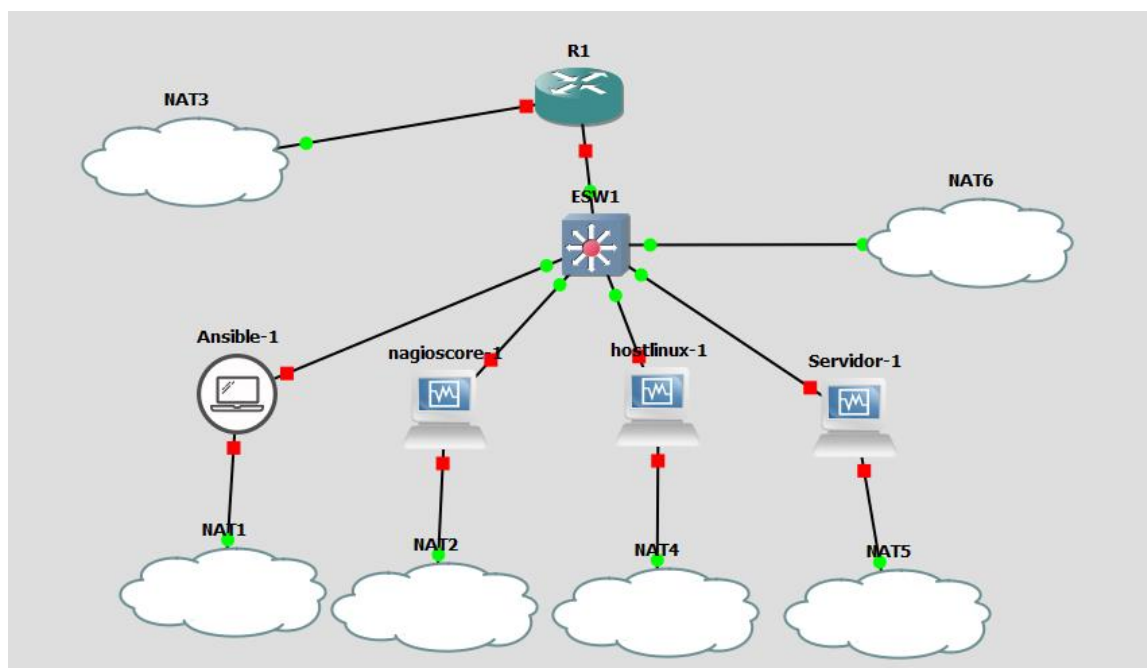 R1
NAT3
NAT6
ESW1
Ansible-1
nagioscore-1
hostlinux-1
Servidor-1
NAT1
NAT2
NAT4
NAT5